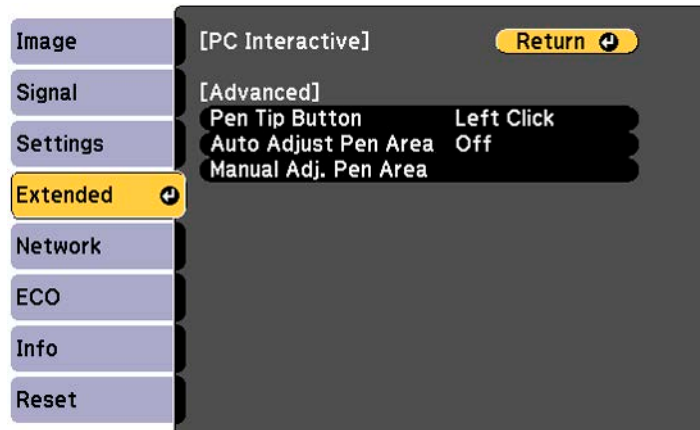 Image
Signal
Settings
Extended
Network
ECO
Info
Reset
[PC Interactive] Return
[Advanced]
Pen Tip Button Left Click
Auto Adjust Pen Area Off
Manual Adj. Pen Area